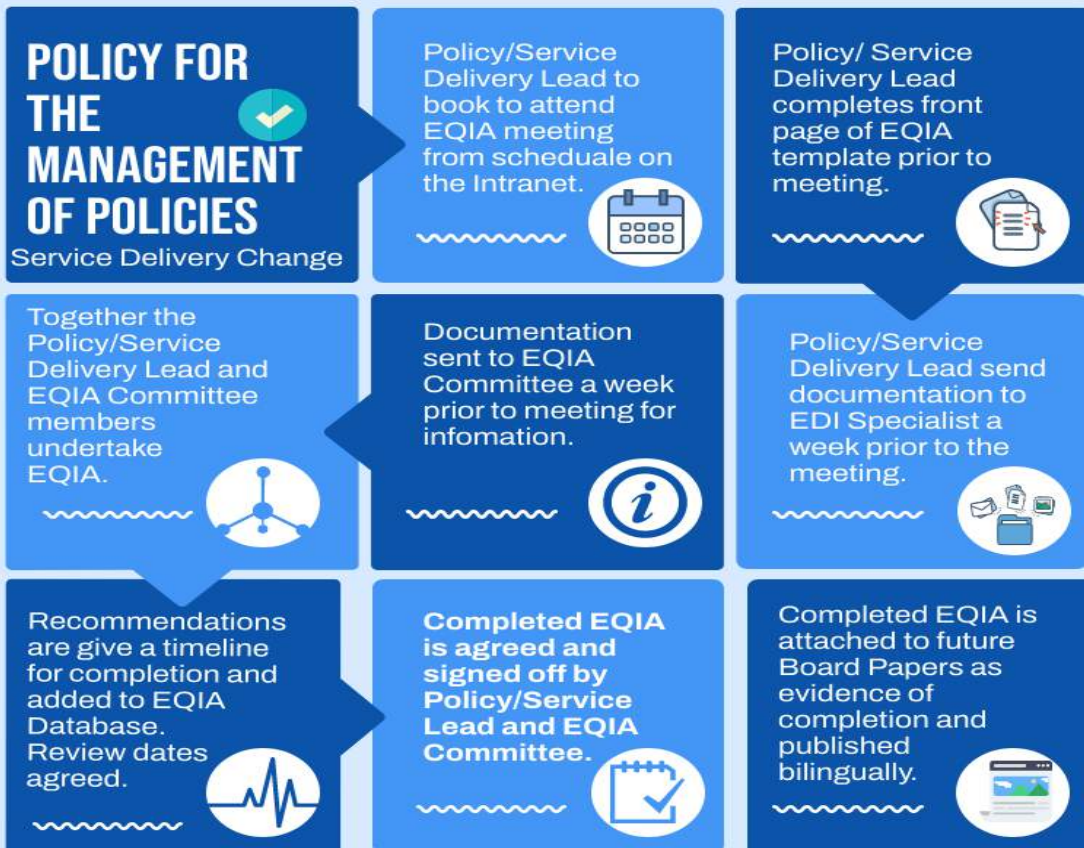 POLICY FOR
THE
MANAGEMENT
OF POLICIES
Service Delivery Change
Policy/Service
Delivery Lead to
book to attend
EQIA meeting
from scheduale on
the Intranet.
Policy/ Service
Delivery Lead
completes front
page of EQIA
template prior to
meeting.
Policy/Service
Delivery Lead send
documentation to
EDI Specialist a
week prior to the
meeting.
Documentation
sent to EQIA
Committee a week
prior to meeting for
infomation.
Together the
Policy/Service
Delivery Lead and
EQIA Committee
members
undertake
EQIA.
Recommendations
are give a timeline
for completion and
added to EQIA
Database.
Review dates
agreed.
Completed EQIA
is agreed and
signed off by
Policy/Service
Lead and EQIA
Committee.
Completed EQIA is
attached to future
Board Papers as
evidence of
completion and
published
bilingually.